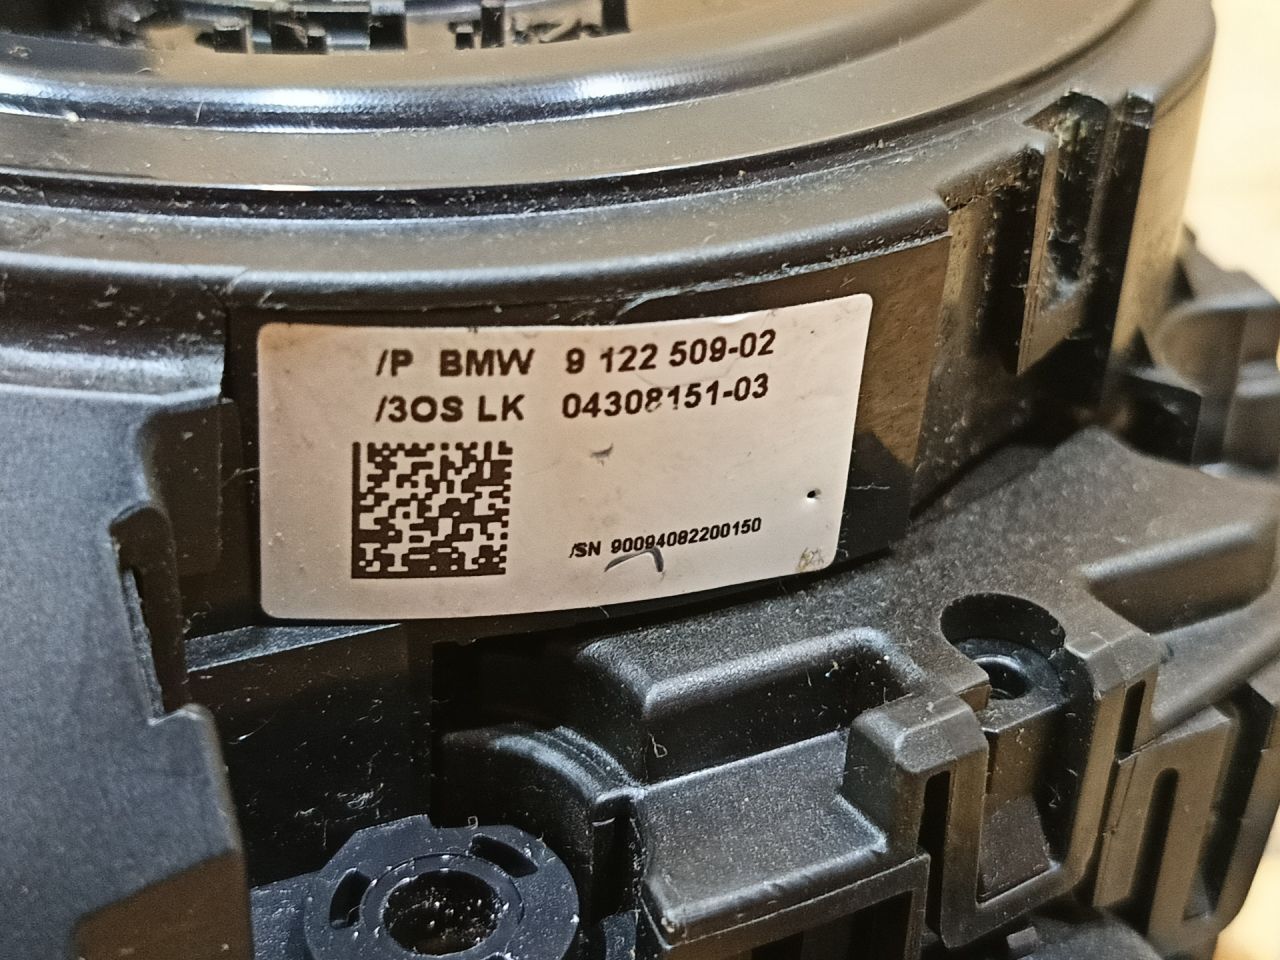 /P BMW 9 122 509-02
/3OS LK 04308151-03
/SN 90094082200150